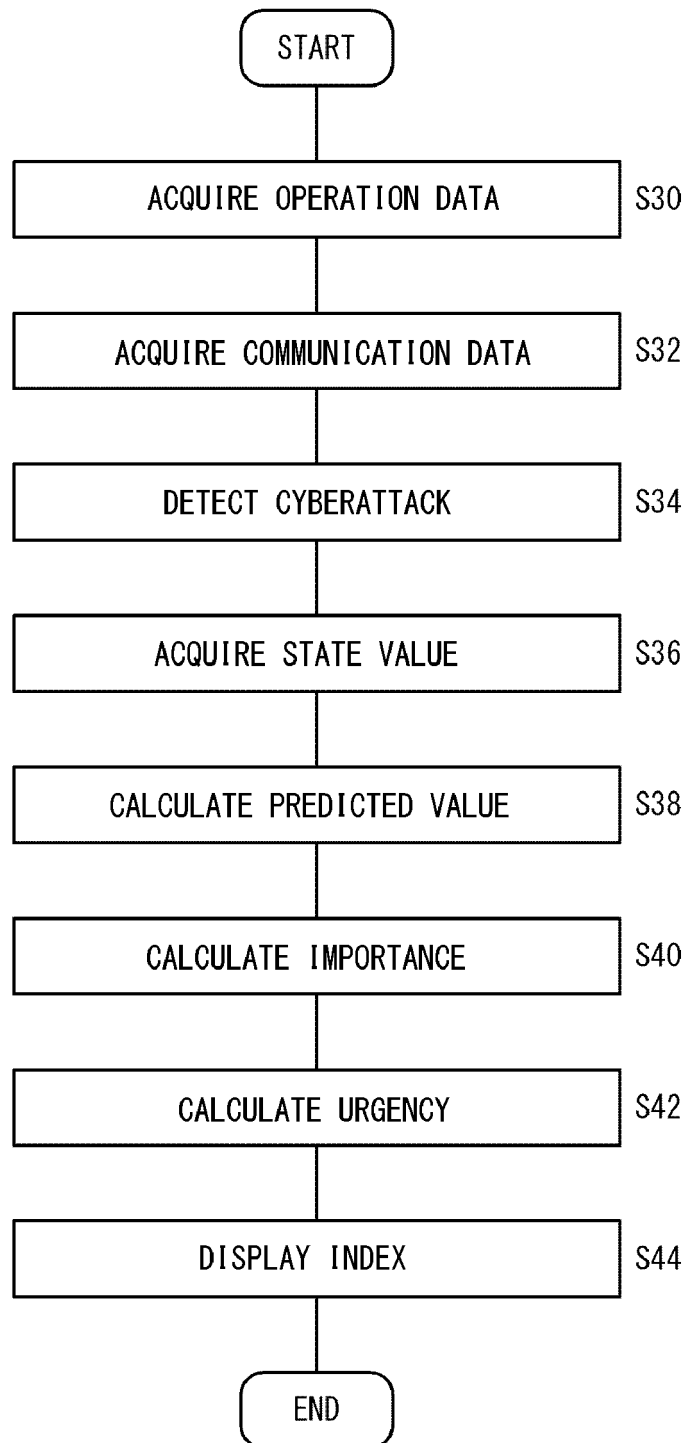 START
ACQUIRE OPERATION DATA S30
ACQUIRE COMMUNICATION DATA S32
DETECT CYBERATTACK S34
ACQUIRE STATE VALUE S36
CALCULATE PREDICTED VALUE S38
CALCULATE IMPORTANCE S40
CALCULATE URGENCY S42
DISPLAY INDEX S44
END